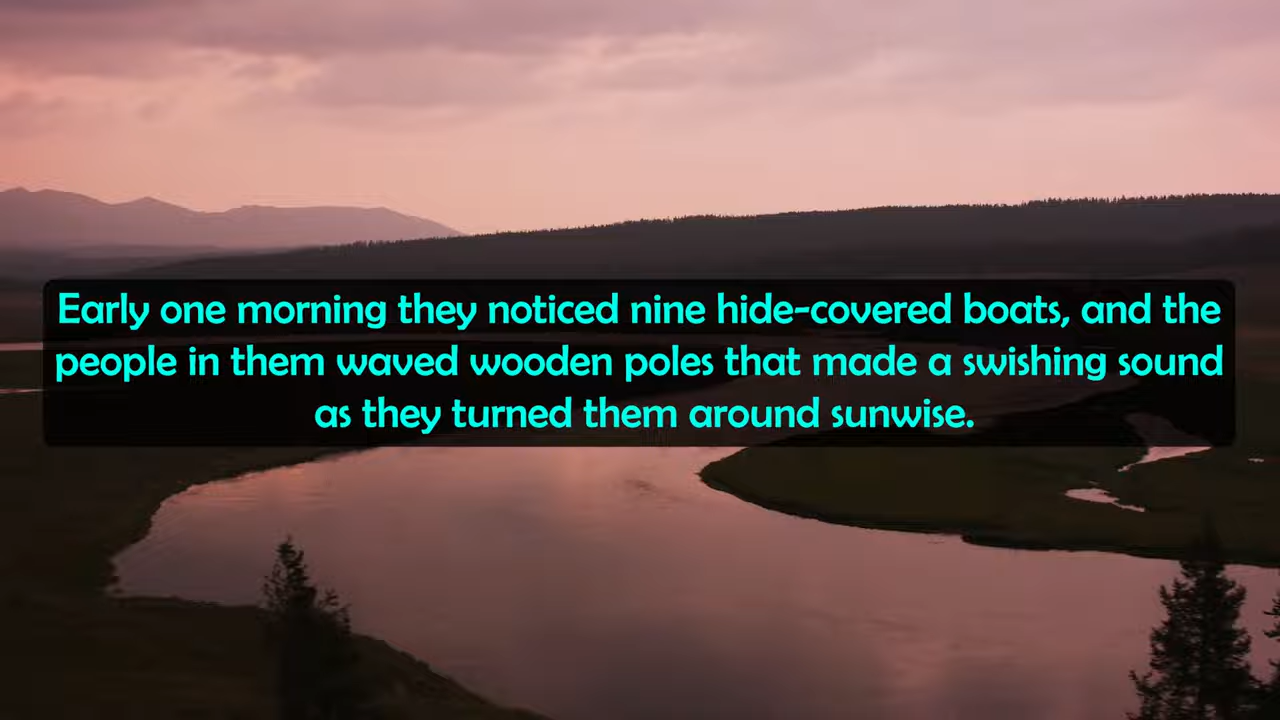 Early one morning they noticed nine hide-covered boats, and the
people in them waved wooden poles that made a swishing sound
as they turned them around sunwise.